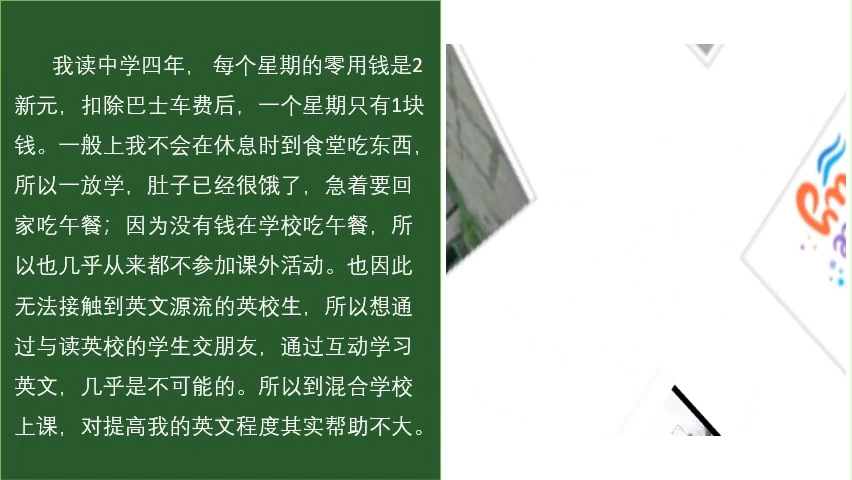 我读中学四年， 每个星期的零用钱是2
新元，扣除巴士车费后，一个星期只有1块
钱。一般上我不会在休息时到食堂吃东西，
所以一放学，肚子已经很饿了，急着要回
家吃午餐；因为没有钱在学校吃午餐，所
以也几乎从来都不参加课外活动。也因此
无法接触到英文源流的英校生，所以想通
过与读英校的学生交朋友，通过互动学习
英文，几乎是不可能的。所以到混合学校
上课，对提高我的英文程度其实帮助不大。